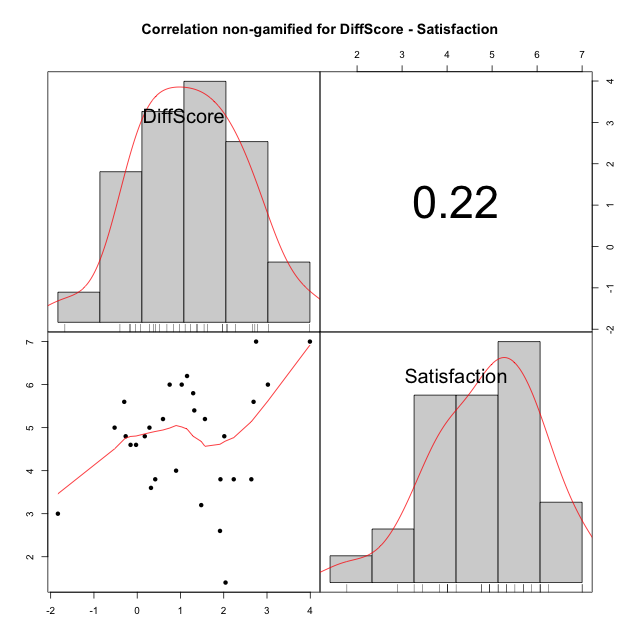 Correlation non-gamified for DiffScore - Satisfaction
2 3 4 5 6 7
DiffScore
0.22
4
3
2
1
0
-1
-2
7
6
5
4
3
2
Satisfaction
-2 -1 0 1 2 3 4